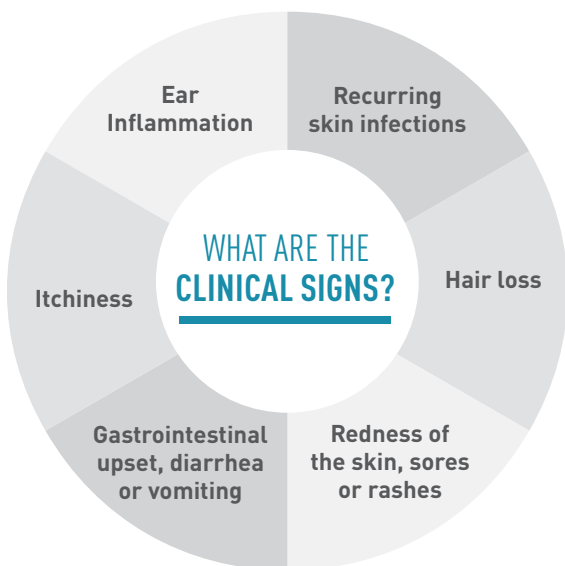 WHAT ARE THE
CLINICAL SIGNS?
Ear
Inflammation
Recurring
skin infections
Itchiness
Hair loss
Gastrointestinal
upset, diarrhea
or vomiting
Redness of
the skin, sores
or rashes